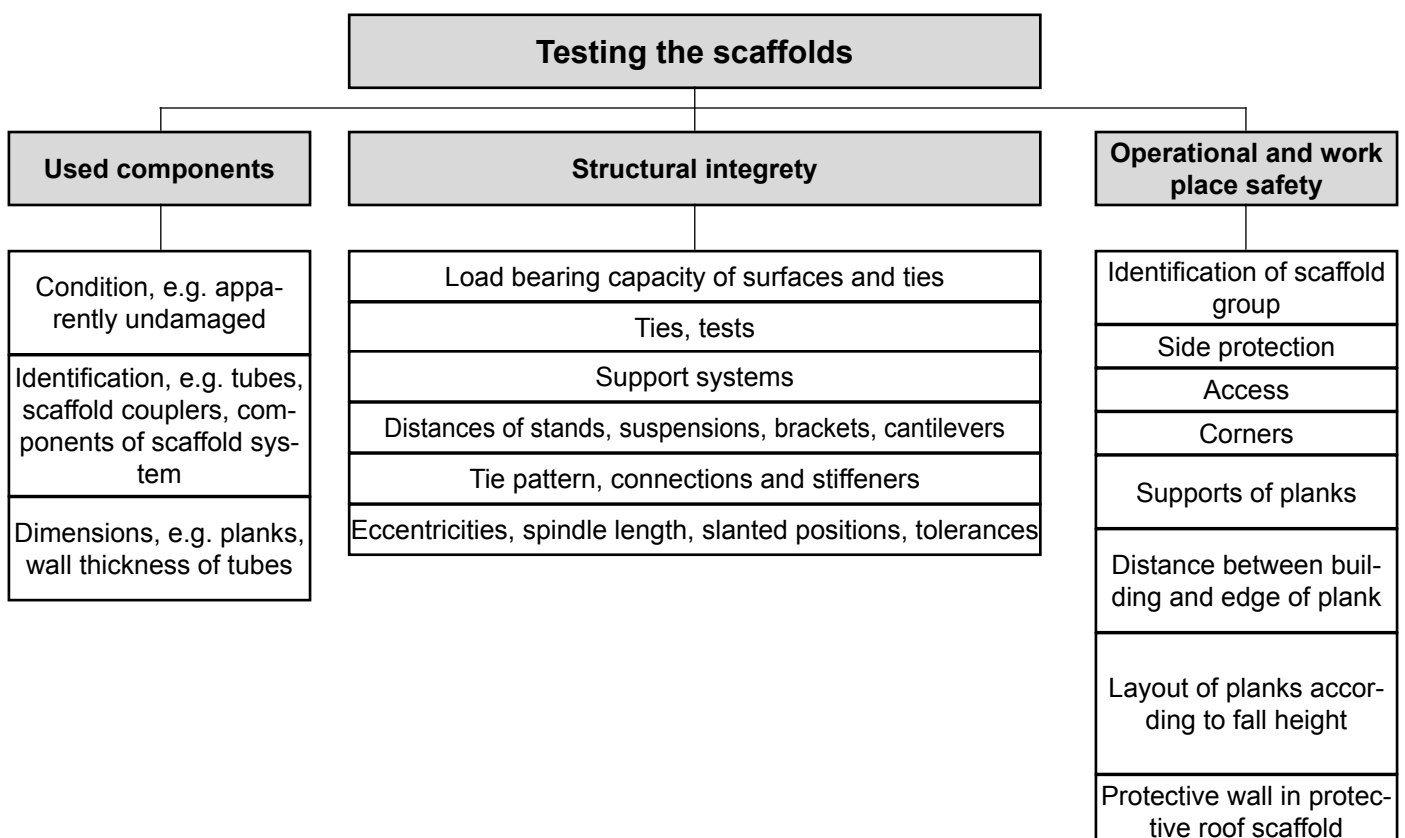 Testing the scaffolds
Used components
Structural integrety
Operational and work
place safety
Condition, e.g. appa-
rently undamaged
Identification, e.g. tubes,
scaffold couplers, com-
ponents of scaffold sys-
tem
Dimensions, e.g. planks,
wall thickness of tubes
Load bearing capacity of surfaces and ties
Ties, tests
Support systems
Distances of stands, suspensions, brackets, cantilevers
Tie pattern, connections and stiffeners
Eccentricities, spindle length, slanted positions, tolerances
Identification of scaffold
group
Side protection
Access
Corners
Supports of planks
Distance between buil-
ding and edge of plank
Layout of planks accor-
ding to fall height
Protective wall in protec-
tive roof scaffold